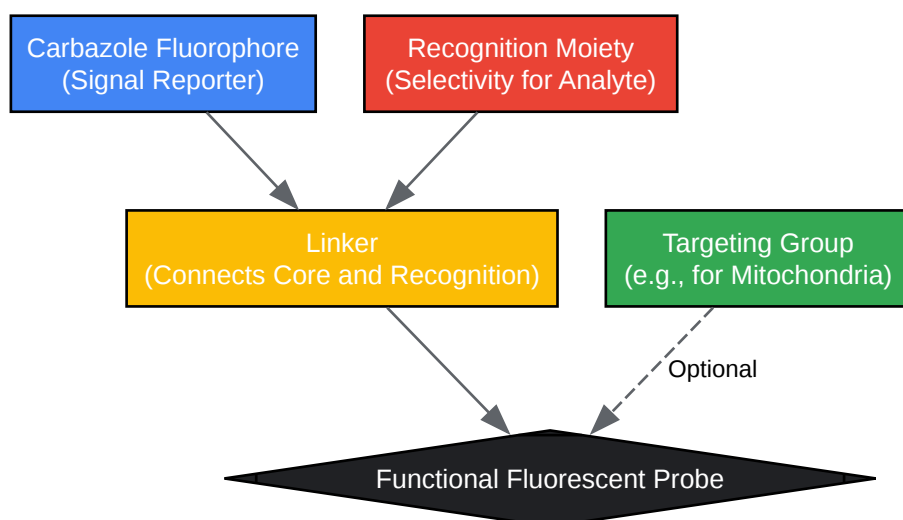 Carbazole Fluorophore
(Signal Reporter)
Recognition Moiety
(Selectivity for Analyte)
Linker
(Connects Core and Recognition)
Targeting Group
(e.g., for Mitochondria)
Optional
Functional Fluorescent Probe